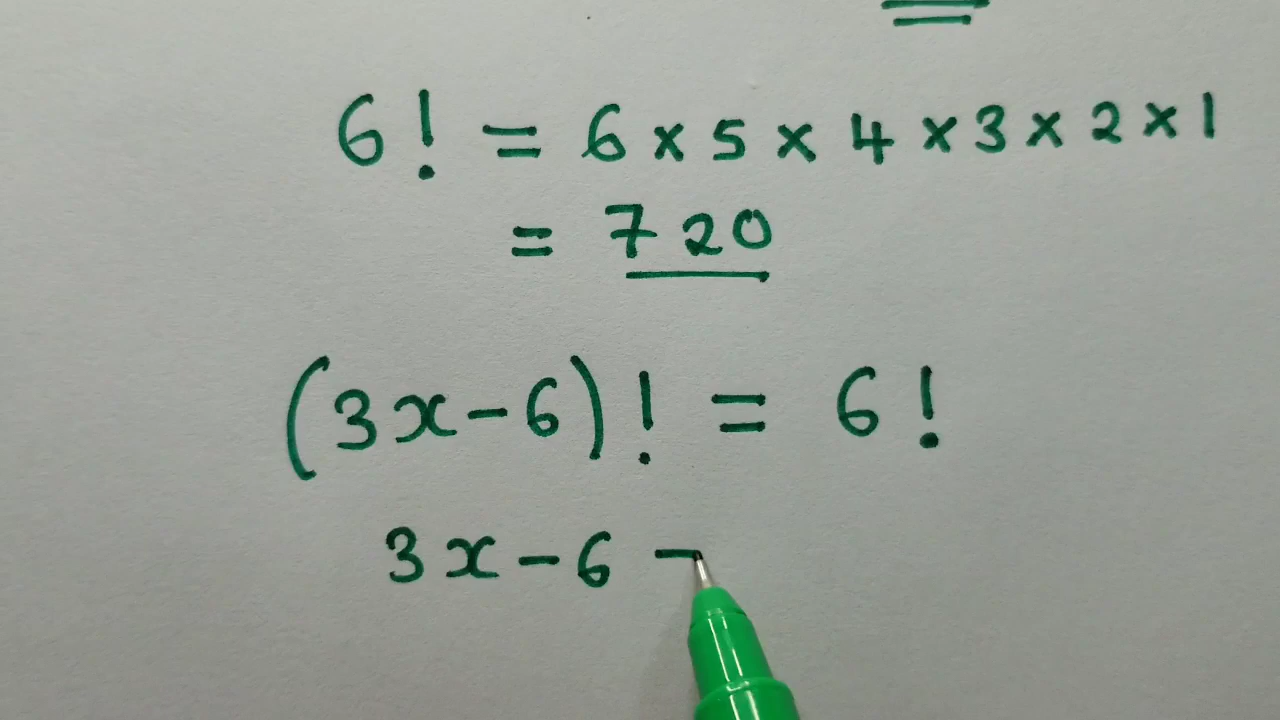 6! = 6 × 5 × 4 × 3 × 2 × 1
= 720
(3x - 6)! = 6!
3x - 6 -